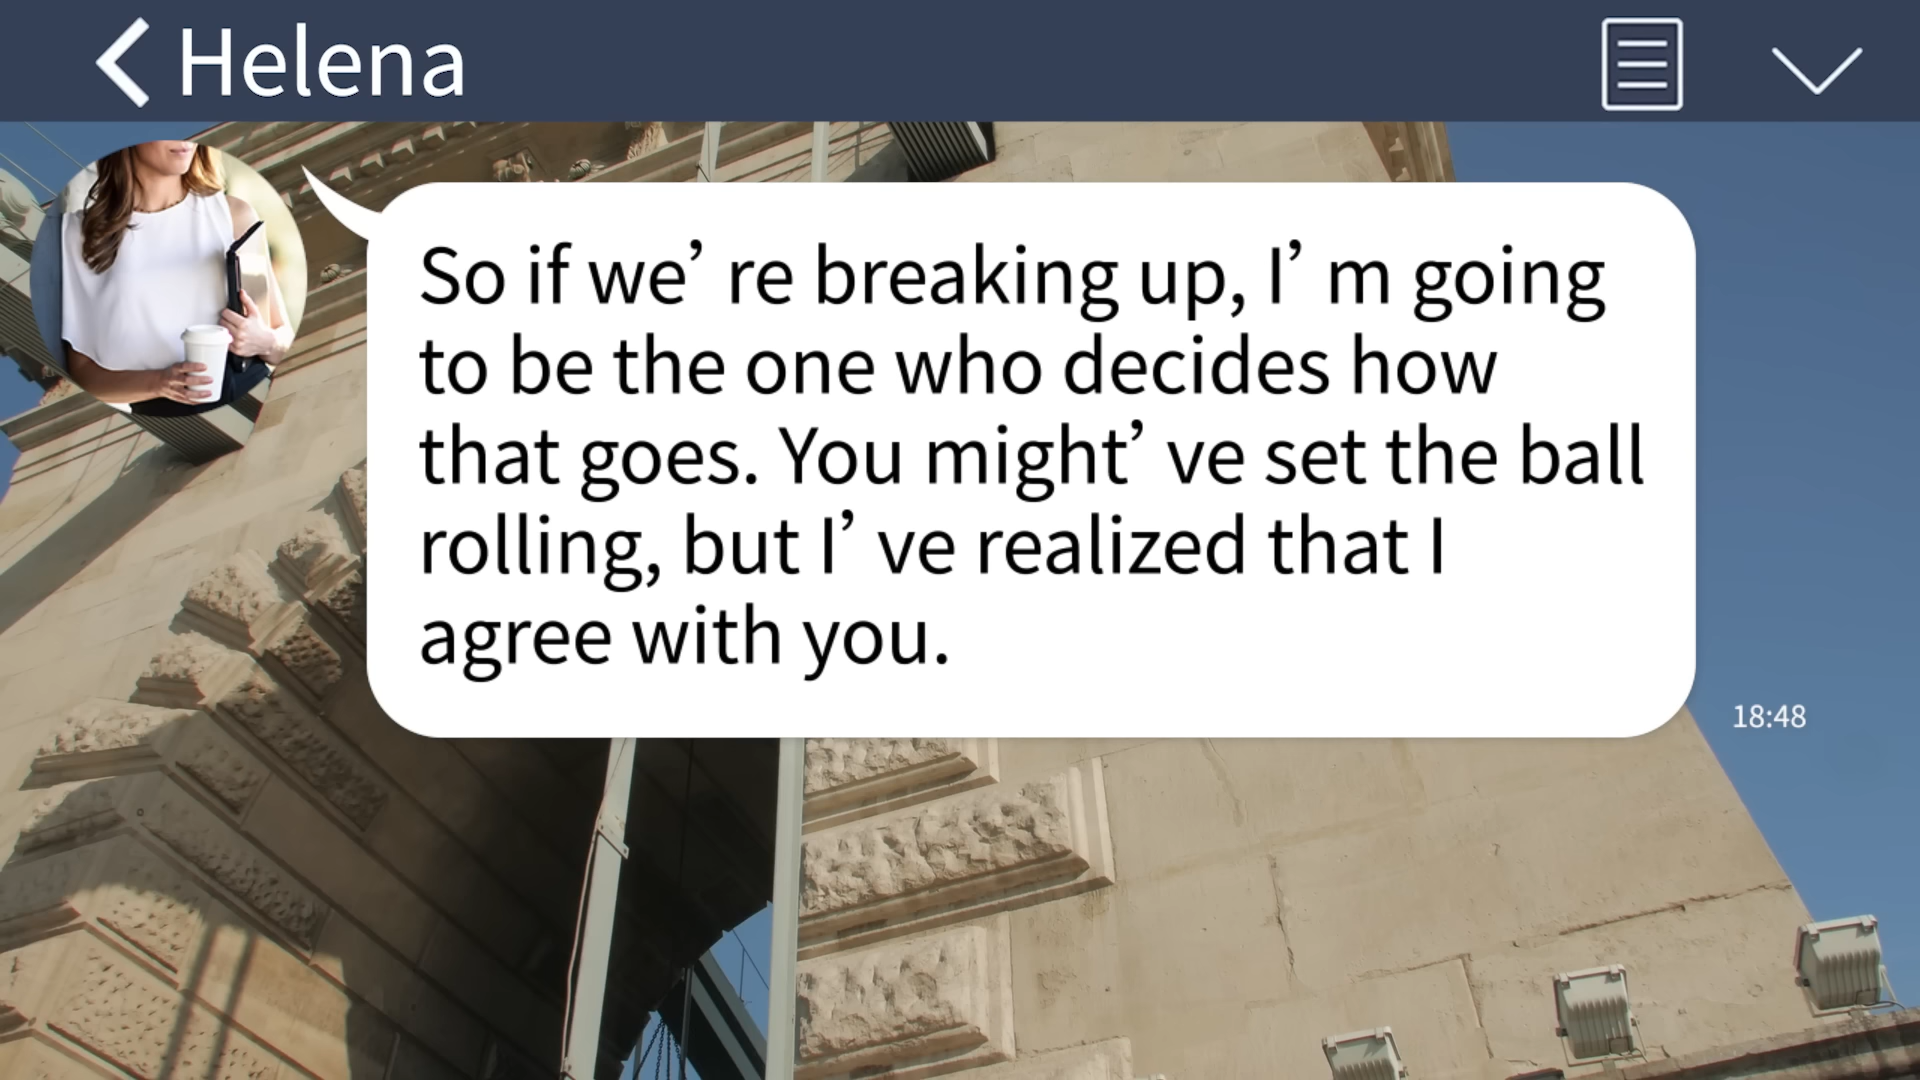 Helena
So if we’ re breaking up, I’ m going
to be the one who decides how
that goes. You might’ ve set the ball
rolling, but I’ ve realized that I
agree with you.
18:48